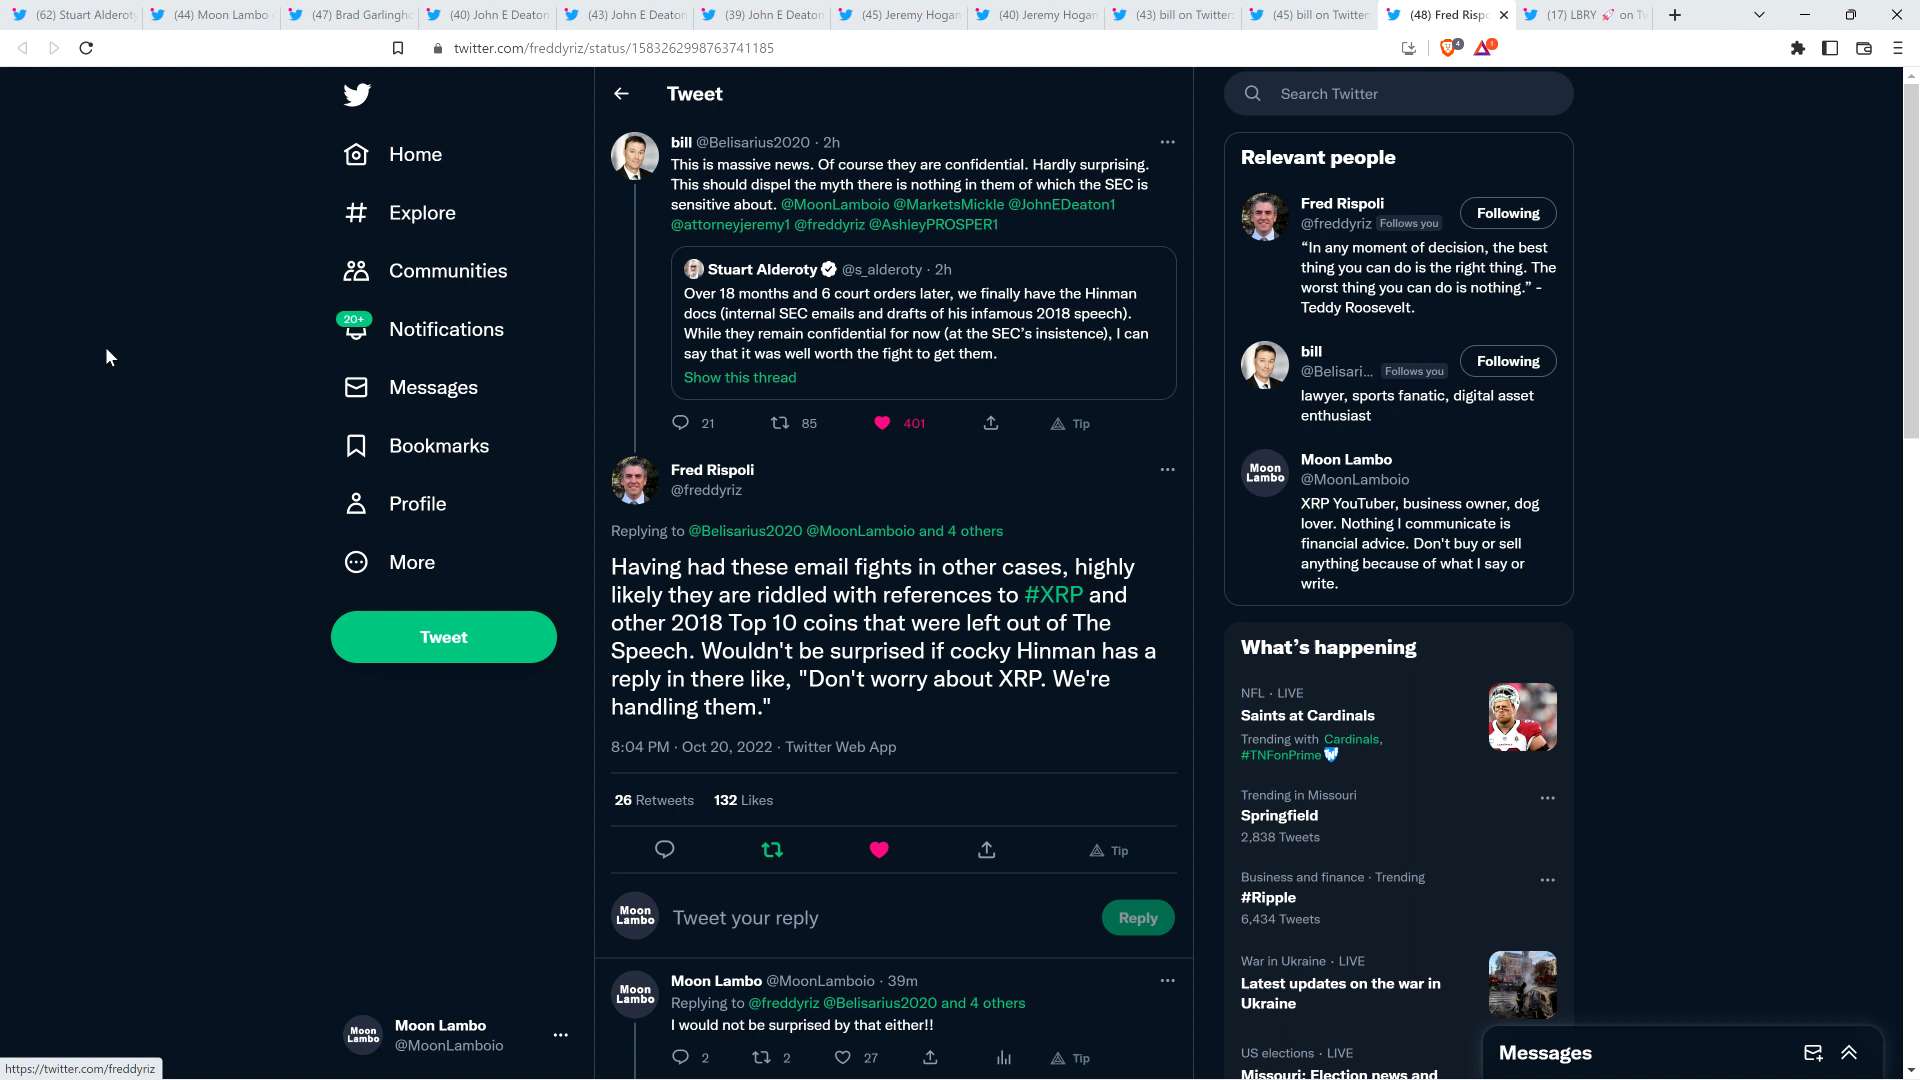 (62) Stuart Alderoty
(44) Moon Lambo
(47) Brad Garlingho
(40) John E Deaton
(43) John E Deaton
(39) John E Deaton
(45) Jeremy Hogan
(40) Jeremy Hogan
(43) bill on Twitter:
(45) bill on Twitter:
(48) Fred Rispo
(17) LBRY 🚀 on Tw
twitter.com/freddyriz/status/1583262998763741185
4
1
Home
Explore
Communities
20+
Notifications
Messages
Bookmarks
Profile
More
Tweet
Moon Lambo
Moon Lambo
@MoonLamboio
https://twitter.com/freddyriz
Tweet
bill @Belisarius2020 · 2h
This is massive news. Of course they are confidential. Hardly surprising.
This should dispel the myth there is nothing in them of which the SEC is
sensitive about. @MoonLamboio @MarketsMickle @JohnEDeaton1
@attorneyjeremy1 @freddyriz @AshleyPROSPER1
Stuart Alderoty @s_alderoty · 2h
Over 18 months and 6 court orders later, we finally have the Hinman
docs (internal SEC emails and drafts of his infamous 2018 speech).
While they remain confidential for now (at the SEC's insistence), I can
say that it was well worth the fight to get them.
Show this thread
21 85 401 Tip
Fred Rispoli
@freddyriz
Replying to @Belisarius2020 @MoonLamboio and 4 others
Having had these email fights in other cases, highly
likely they are riddled with references to #XRP and
other 2018 Top 10 coins that were left out of The
Speech. Wouldn't be surprised if cocky Hinman has a
reply in there like, "Don't worry about XRP. We're
handling them."
8:04 PM · Oct 20, 2022 · Twitter Web App
26 Retweets 132 Likes
Tip
Moon Lambo
Tweet your reply
Reply
Moon Lambo
Moon Lambo @MoonLamboio · 39m
Replying to @freddyriz @Belisarius2020 and 4 others
I would not be surprised by that either!!
2 2 27 Tip
Search Twitter
Relevant people
Fred Rispoli
@freddyriz Follows you
Following
“In any moment of decision, the best
thing you can do is the right thing. The
worst thing you can do is nothing.” -
Teddy Roosevelt.
bill
@Belisari... Follows you
Following
lawyer, sports fanatic, digital asset
enthusiast
Moon Lambo
Moon Lambo
@MoonLamboio
XRP YouTuber, business owner, dog
lover. Nothing I communicate is
financial advice. Don't buy or sell
anything because of what I say or
write.
What's happening
NFL · LIVE
Saints at Cardinals
Trending with Cardinals,
#TNFonPrime
Trending in Missouri
Springfield
2,838 Tweets
Business and finance · Trending
#Ripple
6,434 Tweets
War in Ukraine · LIVE
Latest updates on the war in
Ukraine
US elections · LIVE
Missouri: Election news and
Messages